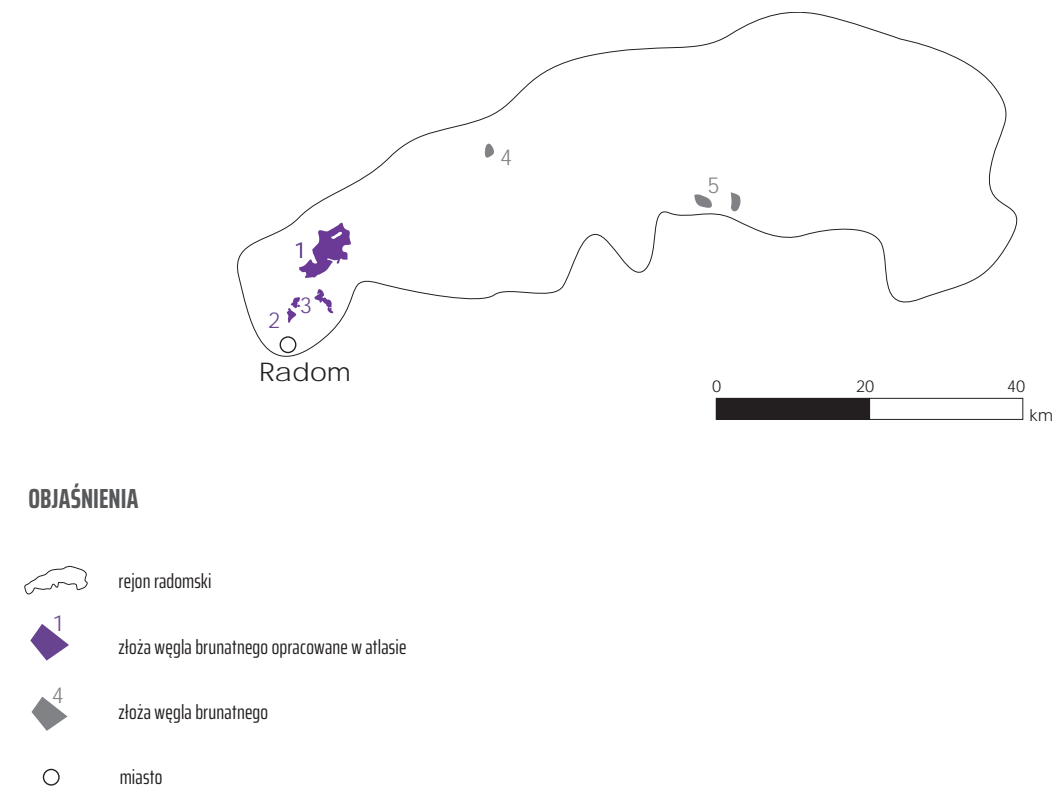 4
5
1
3
2
Radom
0 20 40
km
OBJAŚNIENIA
rejon radomski
1
złoża węgla brunatnego opracowane w atlasie
4
złoża węgla brunatnego
miasto